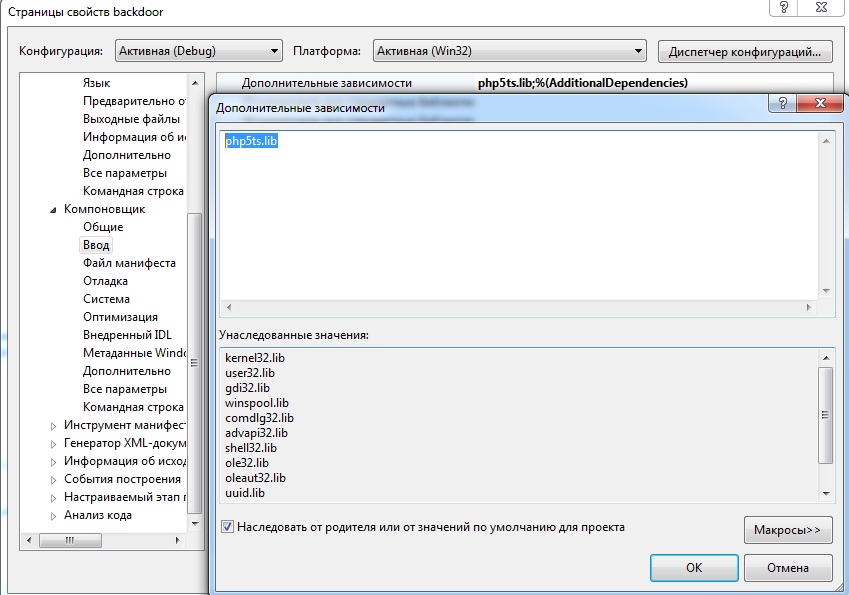 Страницы свойств backdoor
Конфигурация: Активная (Debug) Платформа: Активная (Win32) Диспетчер конфигураций...
Язык
Предварительно от
Выходные файлы
Информация об ис
Дополнительно
Все параметры
Командная строка
Компоновщик
Общие
Ввод
Файл манифеста
Отладка
Система
Оптимизация
Внедренный IDL
Метаданные Windo
Дополнительно
Все параметры
Командная строка
Инструмент манифест
Генератор XML-докум
Информация об исход
События построения
Настраиваемый этап п
Анализ кода
Дополнительные зависимости php5ts.lib;%(AdditionalDependencies)
Дополнительные зависимости
php5ts.lib
Унаследованные значения:
kernel32.lib
user32.lib
gdi32.lib
winspool.lib
comdlg32.lib
advapi32.lib
shell32.lib
ole32.lib
oleaut32.lib
uuid.lib
Наследовать от родителя или от значений по умолчанию для проекта
Макросы>>
ОК Отмена